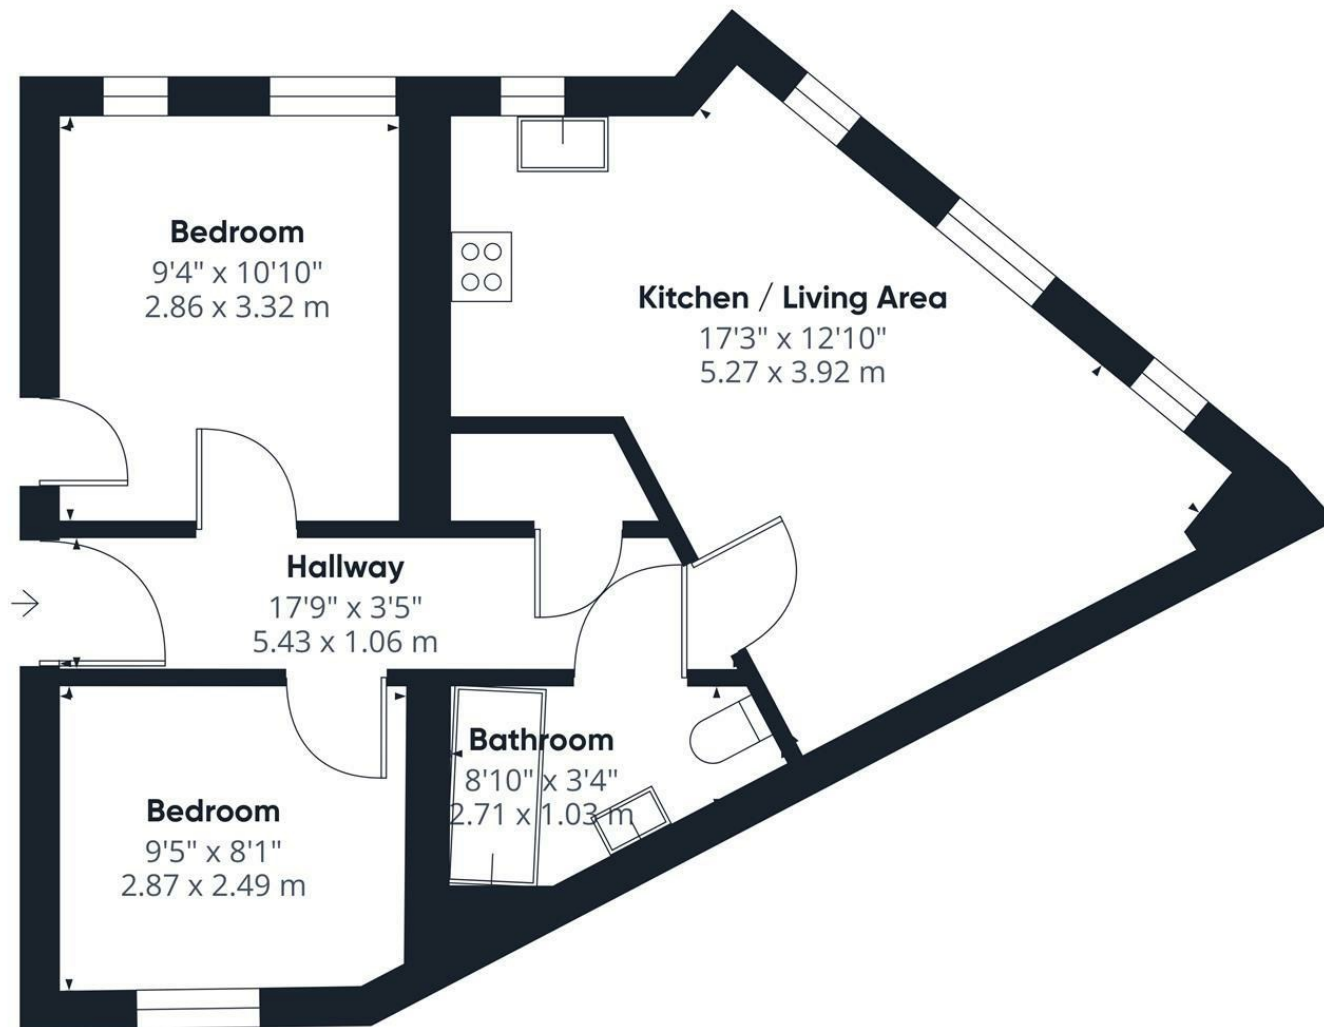 Bedroom
9'4" x 10'10"
2.86 x 3.32 m
Kitchen / Living Area
17'3" x 12'10"
5.27 x 3.92 m
Hallway
17'9" x 3'5"
5.43 x 1.06 m
Bathroom
8'10" x 3'4"
2.71 x 1.03 m
Bedroom
9'5" x 8'1"
2.87 x 2.49 m